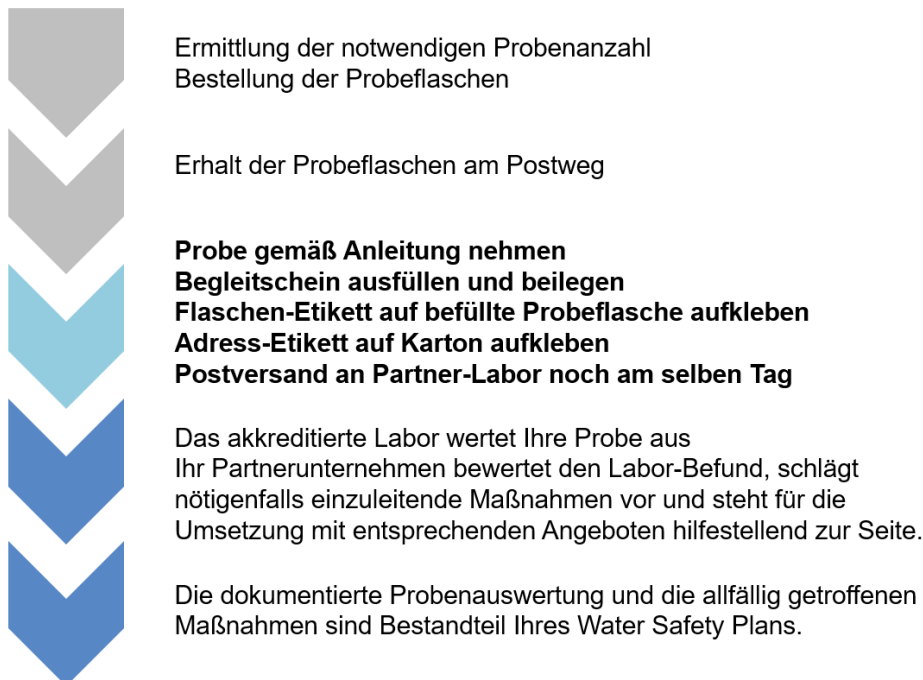 Ermittlung der notwendigen Probenanzahl
Bestellung der Probeflaschen
Erhalt der Probeflaschen am Postweg
Probe gemäß Anleitung nehmen
Begleitschein ausfüllen und beilegen
Flaschen-Etikett auf befüllte Probeflasche aufkleben
Adress-Etikett auf Karton aufkleben
Postversand an Partner-Labor noch am selben Tag
Das akkreditierte Labor wertet Ihre Probe aus
Ihr Partnerunternehmen bewertet den Labor-Befund, schlägt
nötigenfalls einzuleitende Maßnahmen vor und steht für die
Umsetzung mit entsprechenden Angeboten hilfestellend zur Seite.
Die dokumentierte Probenauswertung und die allfällig getroffenen
Maßnahmen sind Bestandteil Ihres Water Safety Plans.